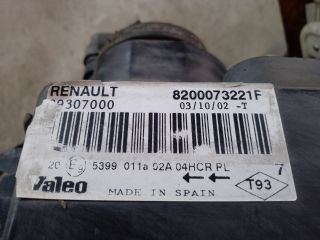 RENAULT 8200073221F
89307000 03/10/02 -T
5399 011a 02A 04HCR PL 7
Valeo MADE IN SPAIN T93